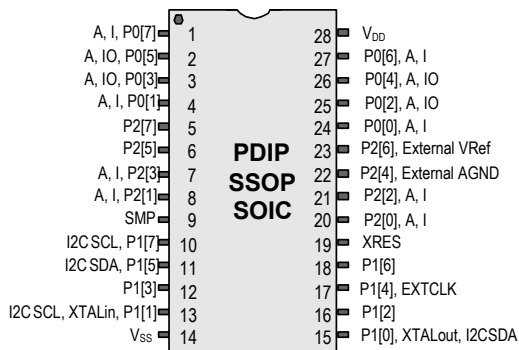 A, I, P0[7] 1 28 V_DD
A, IO, P0[5] 2 27 P0[6], A, I
A, IO, P0[3] 3 26 P0[4], A, IO
A, I, P0[1] 4 25 P0[2], A, IO
P2[7] 5 24 P0[0], A, I
P2[5] 6 PDIP 23 P2[6], External VRef
A, I, P2[3] 7 SSOP 22 P2[4], External AGND
A, I, P2[1] 8 SOIC 21 P2[2], A, I
SMP 9 20 P2[0], A, I
I2C SCL, P1[7] 10 19 XRES
I2C SDA, P1[5] 11 18 P1[6]
P1[3] 12 17 P1[4], EXTCLK
I2C SCL, XTALin, P1[1] 13 16 P1[2]
V_SS 14 15 P1[0], XTALout, I2CSDA